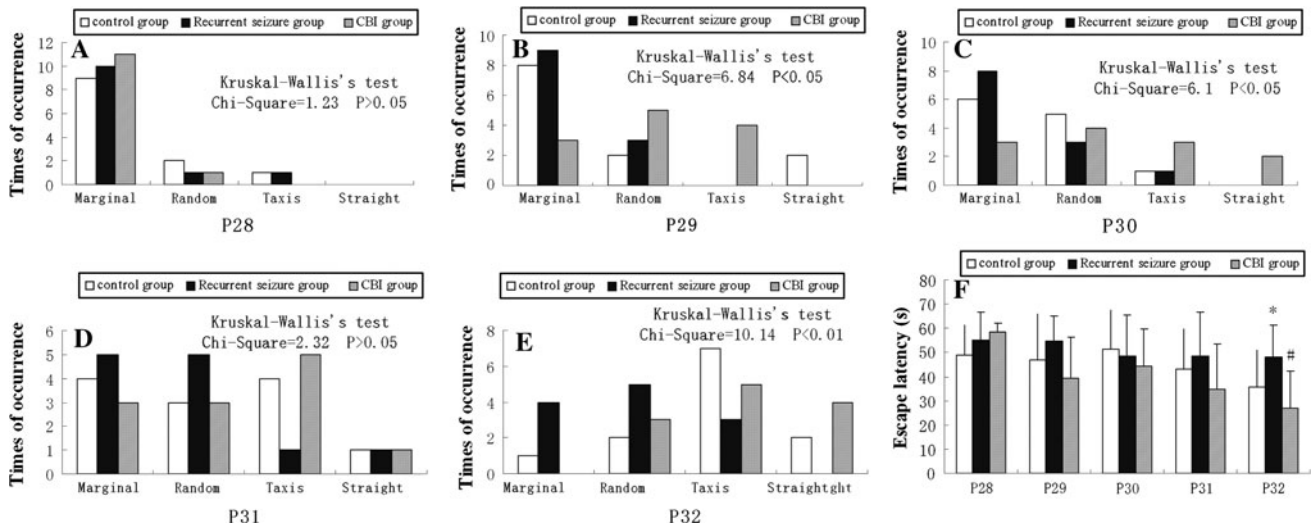 control group Recurrent seizure group CBI group
A
Kruskal-Wallis's test
Chi-Square=1.23 P>0.05
Times of occurrence
12
10
8
6
4
2
0
Marginal Random Taxis Straight
P28
control group Recurrent seizure group CBI group
B
Kruskal-Wallis's test
Chi-Square=6.84 P<0.05
Times of occurrence
10
8
6
4
2
0
Marginal Random Taxis Straight
P29
control group Recurrent seizure group CBI group
C
Kruskal-Wallis's test
Chi-Square=6.1 P<0.05
Times of occurrence
10
8
6
4
2
0
Marginal Random Taxis Straight
P30
control group Recurrent seizure group CBI group
D
Kruskal-Wallis's test
Chi-Square=2.32 P>0.05
Times of occurrence
6
5
4
3
2
1
0
Marginal Random Taxis Straight
P31
control group Recurrent seizure group CBI group
E
Kruskal-Wallis's test
Chi-Square=10.14 P<0.01
Times of occurrence
8
6
4
2
0
Marginal Random Taxis Straightght
P32
control group Recurrent seizure group CBI group
F
Escape latency (s)
80
70
60
50
40
30
20
10
0
*
#
P28 P29 P30 P31 P32